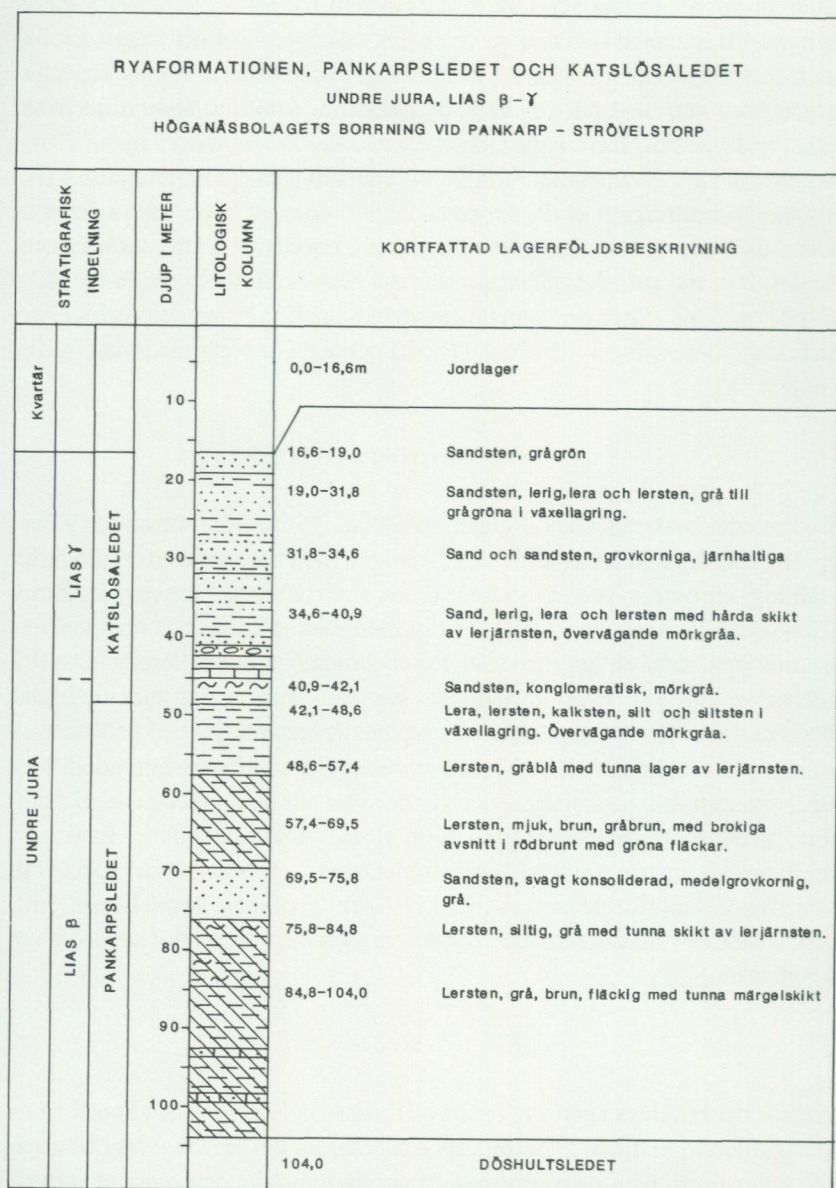 RYAFORMATIONEN, PANKARPSLEDET OCH KATSLÖSALEDET
UNDRE JURA, LIAS β-γ
HÖGANÄSBOLAGETS BORRNING VID PANKARP - STRÖVELSTORP
STRATIGRAFISK
INDELNING
DJUP I METER
LITOLOGISK
KOLUMN
KORTFATTAD LAGERFÖLJDSBESKRIVNING
Kvartär
UNDRE JURA
LIAS γ
LIAS β
KATSLÖSALEDET
PANKARPSLEDET
10
20
30
40
50
60
70
80
90
100
0,0-16,6m Jordlager
16,6-19,0 Sandsten, grågrön
19,0-31,8 Sandsten, lerig, lera och lersten, grå till
grågröna i växellagring.
31,8-34,6 Sand och sandsten, grovkorniga, järnhaltiga
34,6-40,9 Sand, lerig, lera och lersten med hårda skikt
av lerjärnsten, övervägande mörkgråa.
40,9-42,1 Sandsten, konglomeratisk, mörkgrå.
42,1-48,6 Lera, lersten, kalksten, silt och siltsten i
växellagring. Övervägande mörkgråa.
48,6-57,4 Lersten, gråblå med tunna lager av lerjärnsten.
57,4-69,5 Lersten, mjuk, brun, gråbrun, med brokiga
avsnitt i rödbrunt med gröna fläckar.
69,5-75,8 Sandsten, svagt konsoliderad, medelgrovkornig,
grå.
75,8-84,8 Lersten, siltig, grå med tunna skikt av lerjärnsten.
84,8-104,0 Lersten, grå, brun, fläckig med tunna märgelskikt
104,0 DÖSHULTSLEDET